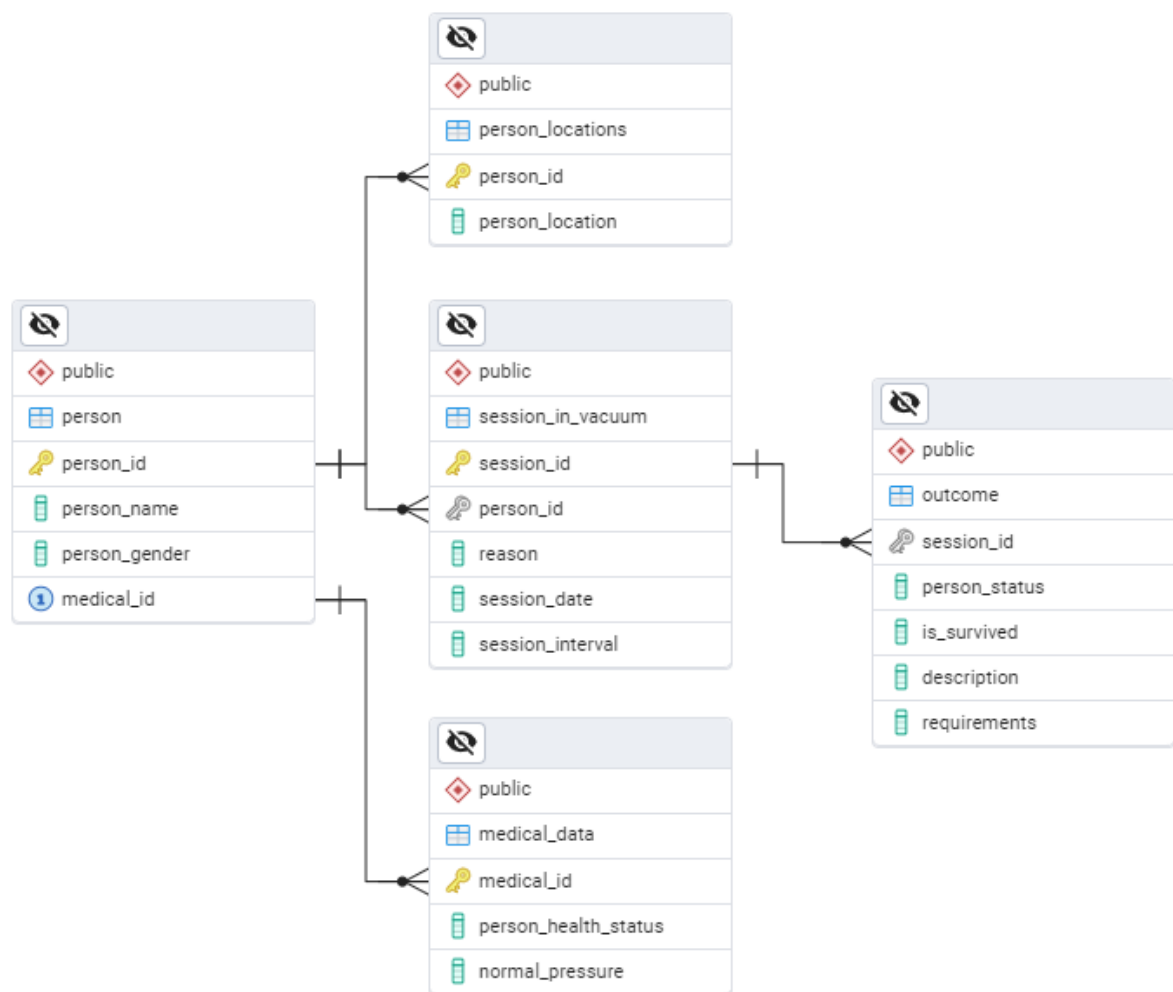 public
person_locations
person_id
person_location
public
person
person_id
person_name
person_gender
1 medical_id
public
session_in_vacuum
session_id
person_id
reason
session_date
session_interval
public
outcome
session_id
person_status
is_survived
description
requirements
public
medical_data
medical_id
person_health_status
normal_pressure